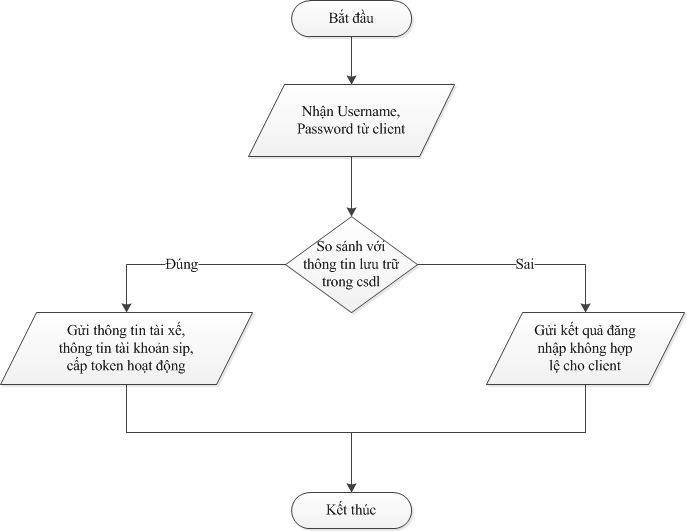 Bắt đầu
Nhận Username,
Password từ client
So sánh với
thông tin lưu trữ
trong csdl
Đúng
Sai
Gửi thông tin tài xế,
thông tin tài khoản sip,
cấp token hoạt động
Gửi kết quả đăng
nhập không hợp
lệ cho client
Kết thúc